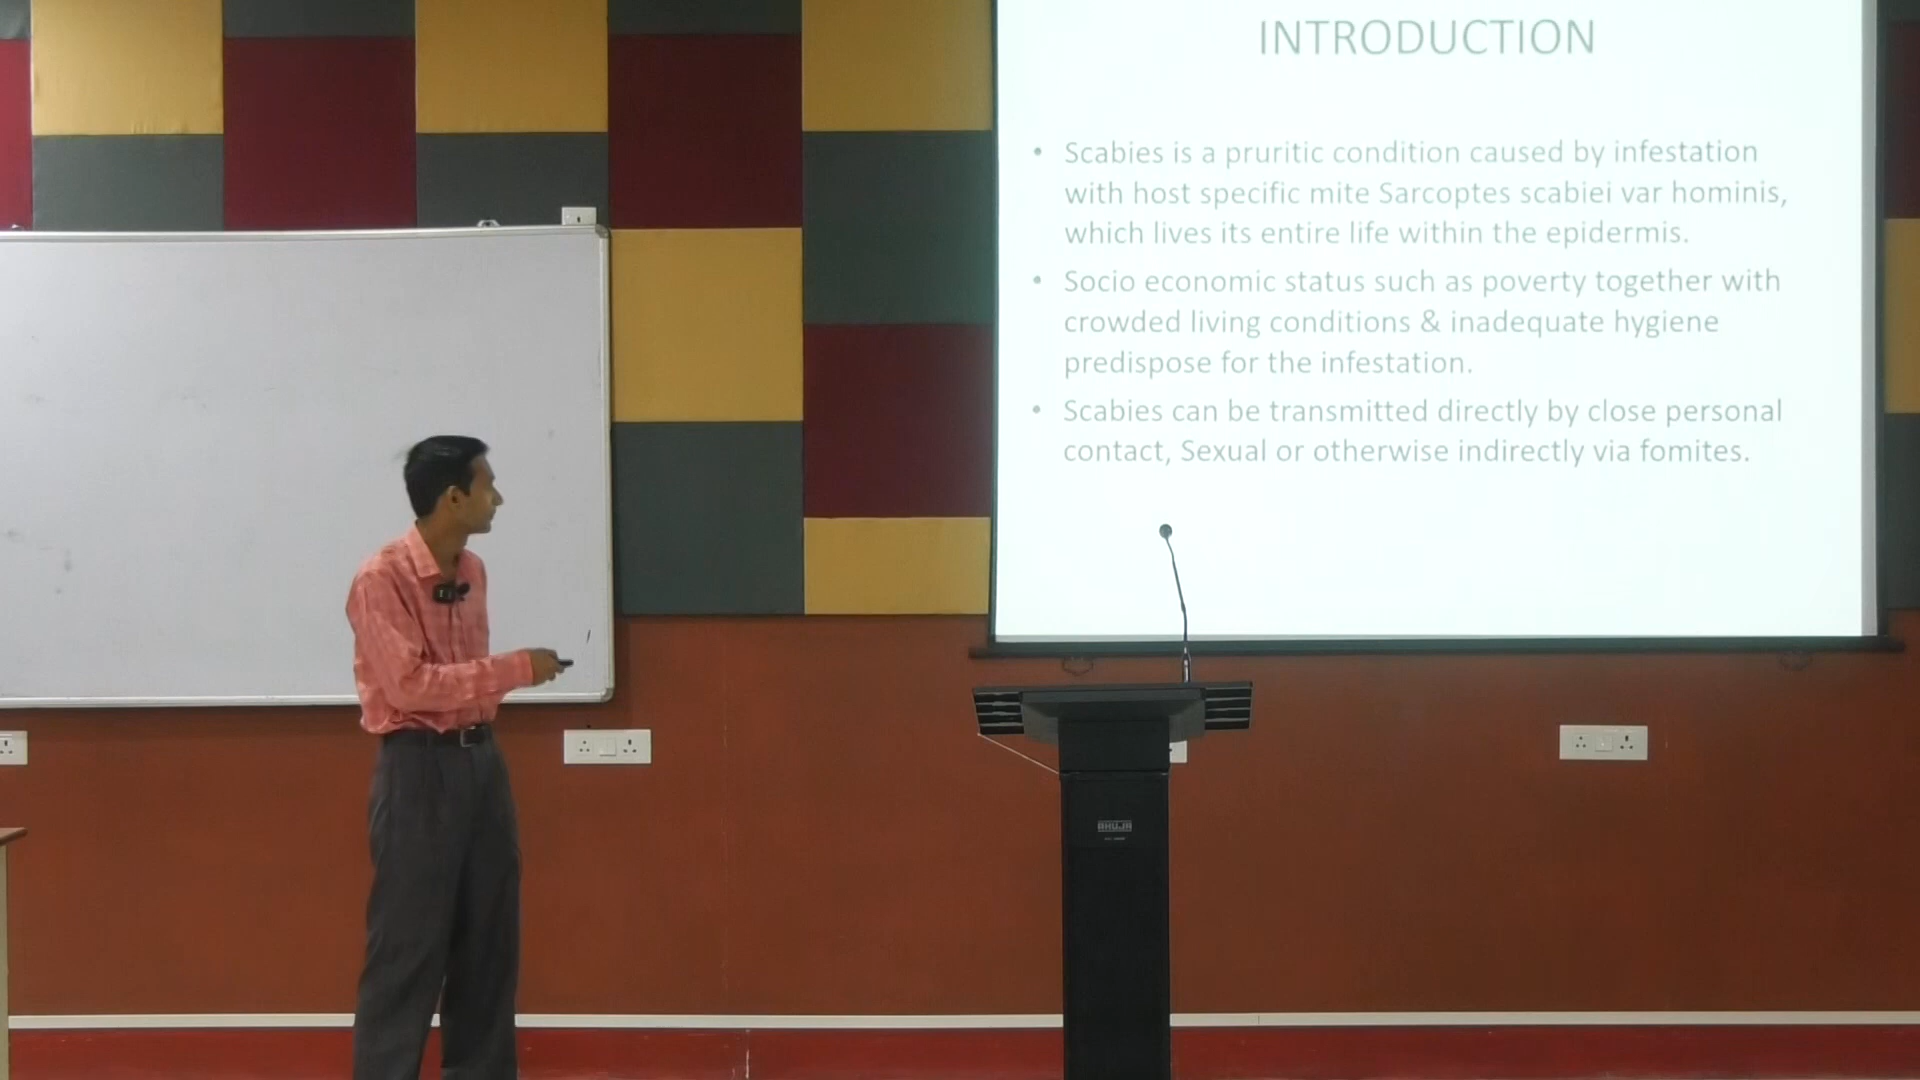 INTRODUCTION
• Scabies is a pruritic condition caused by infestation
with host specific mite Sarcoptes scabiei var hominis,
which lives its entire life within the epidermis.
• Socio economic status such as poverty together with
crowded living conditions & inadequate hygiene
predispose for the infestation.
• Scabies can be transmitted directly by close personal
contact, Sexual or otherwise indirectly via fomites.
AHUJA